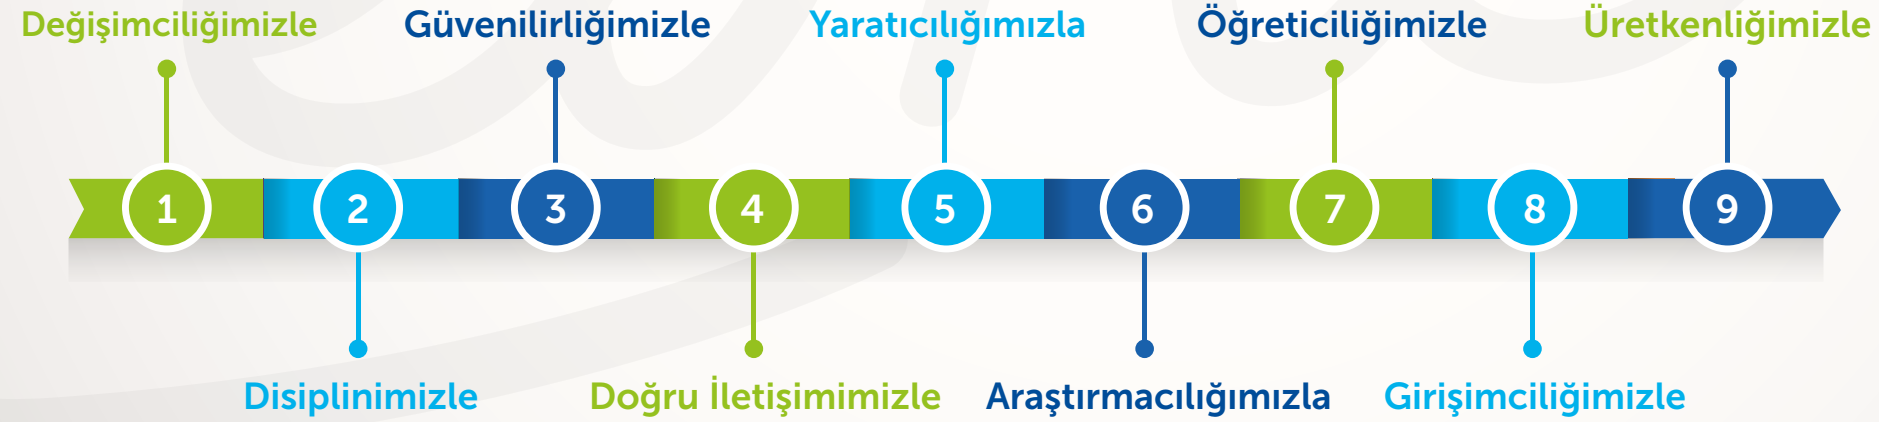 Değişimciliğimizle
Güvenilirliğimizle
Yaratıcılığımızla
Öğreticiliğimizle
Üretkenliğimizle
1
2
3
4
5
6
7
8
9
Disiplinimizle
Doğru İletişimimizle
Araştırmacılığımızla
Girişimciliğimizle